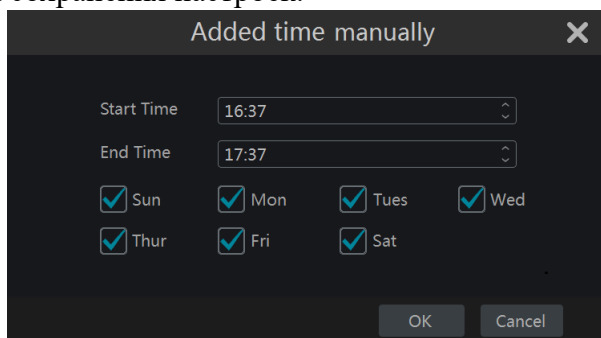 Added time manually
Start Time 16:37
End Time 17:37
Sun Mon Tues Wed
Thur Fri Sat
OK Cancel